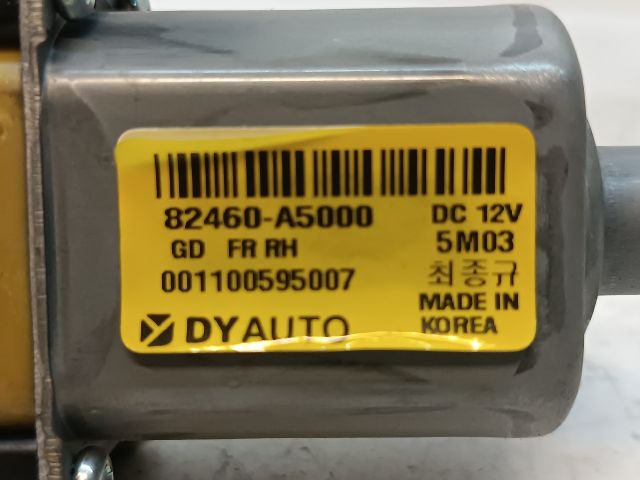 82460-A5000 DC 12V
GD FR RH 5M03
001100595007 최종규
MADE IN
DYAUTO KOREA